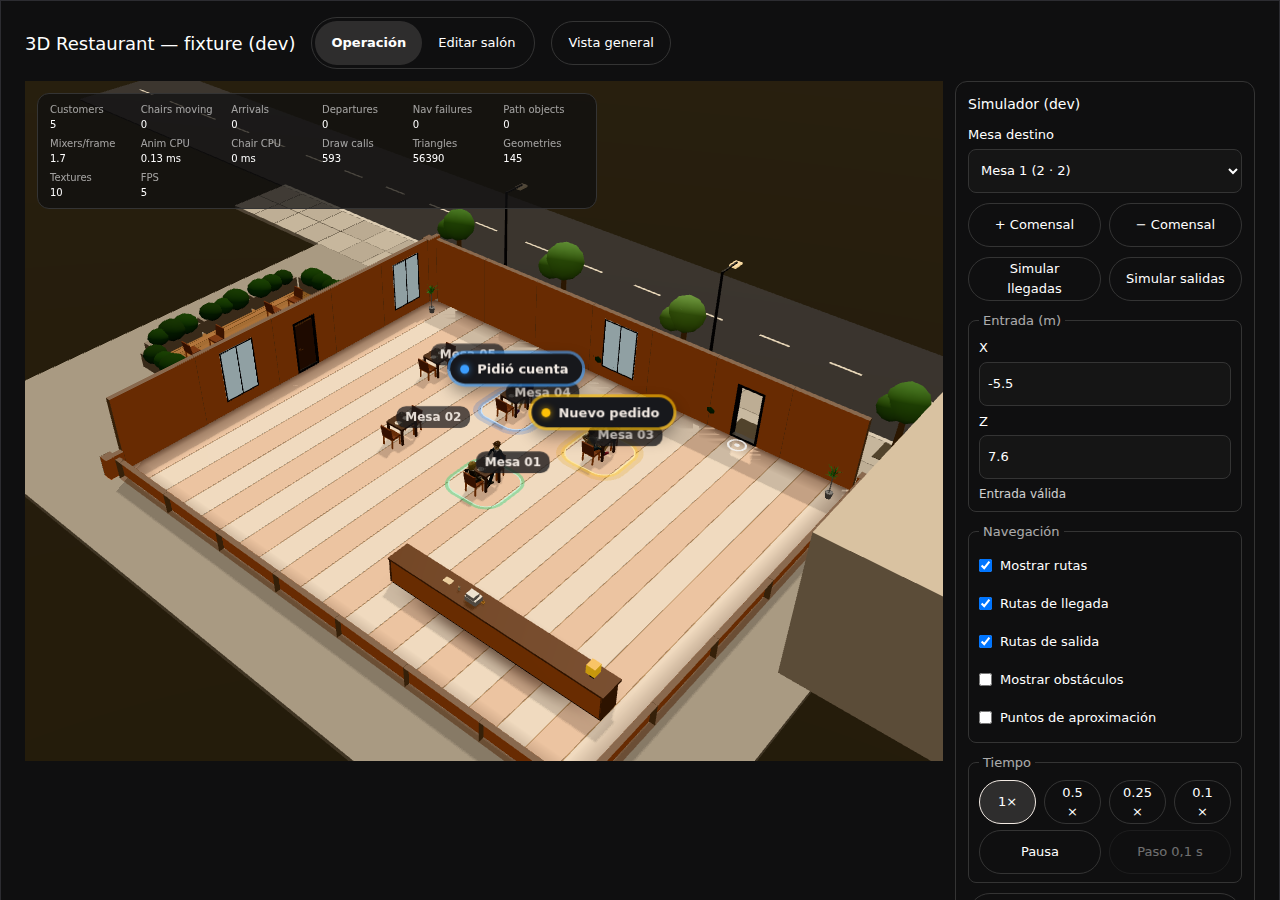 3D Restaurant — fixture (dev)
Operación
Editar salón
Vista general
Customers
5
Chairs moving
0
Arrivals
0
Departures
0
Nav failures
0
Path objects
0
Mixers/frame
1.7
Anim CPU
0.13 ms
Chair CPU
0 ms
Draw calls
593
Triangles
56390
Geometries
145
Textures
10
FPS
5
Mesa 05
Pidió cuenta
Mesa 04
Nuevo pedido
Mesa 02
Mesa 03
Mesa 01
Simulador (dev)
Mesa destino
Mesa 1 (2 · 2)
+ Comensal
− Comensal
Simular
llegadas
Simular salidas
Entrada (m)
X
-5.5
Z
7.6
Entrada válida
Navegación
Mostrar rutas
Rutas de llegada
Rutas de salida
Mostrar obstáculos
Puntos de aproximación
Tiempo
1×
0.5
×
0.25
×
0.1
×
Pausa
Paso 0,1 s